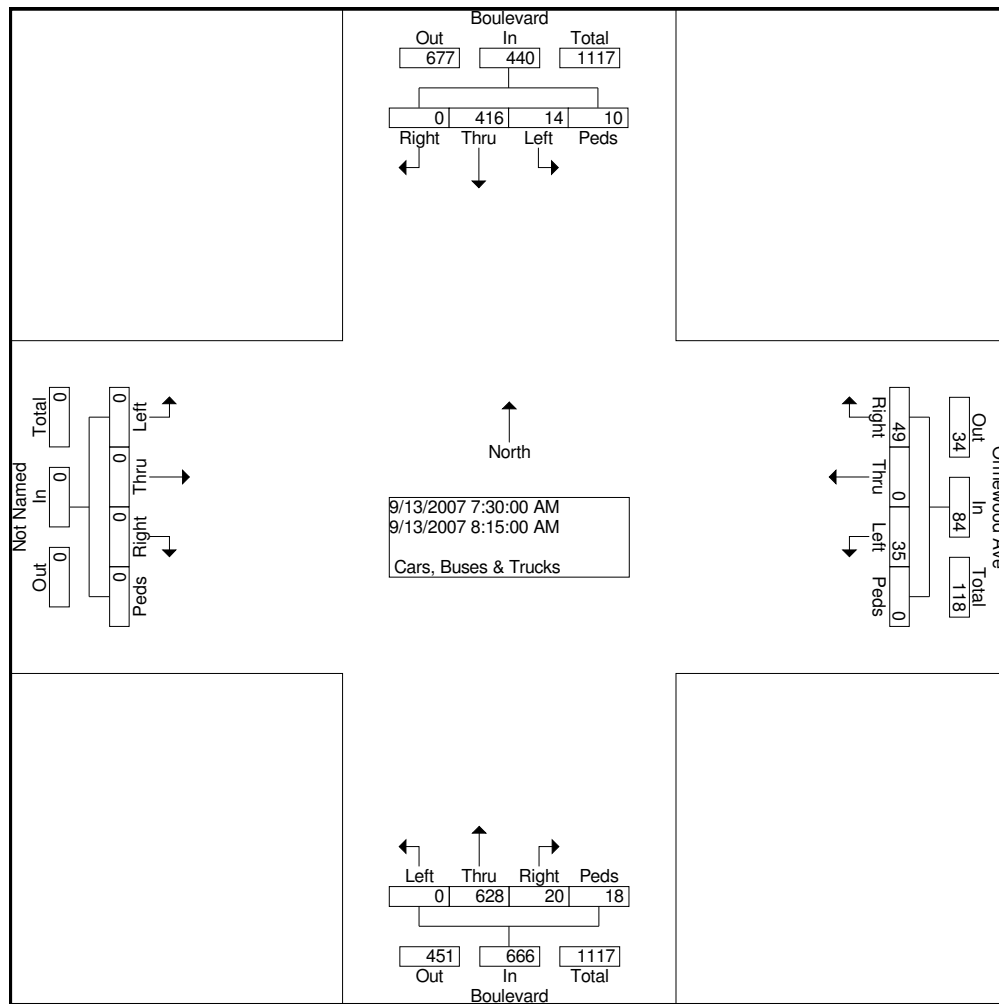 Boulevard
Out In Total
677 440 1117
0 416 14 10
Right Thru Left Peds
Not Named
Total In Out
0 0 0
0 0 0 0
Left Thru Right Peds
North
9/13/2007 7:30:00 AM
9/13/2007 8:15:00 AM
Cars, Buses & Trucks
Right Thru Left Peds
49 0 35 0
Out In Total
34 84 118
Ave
Left Thru Right Peds
0 628 20 18
451 666 1117
Out In Total
Boulevard